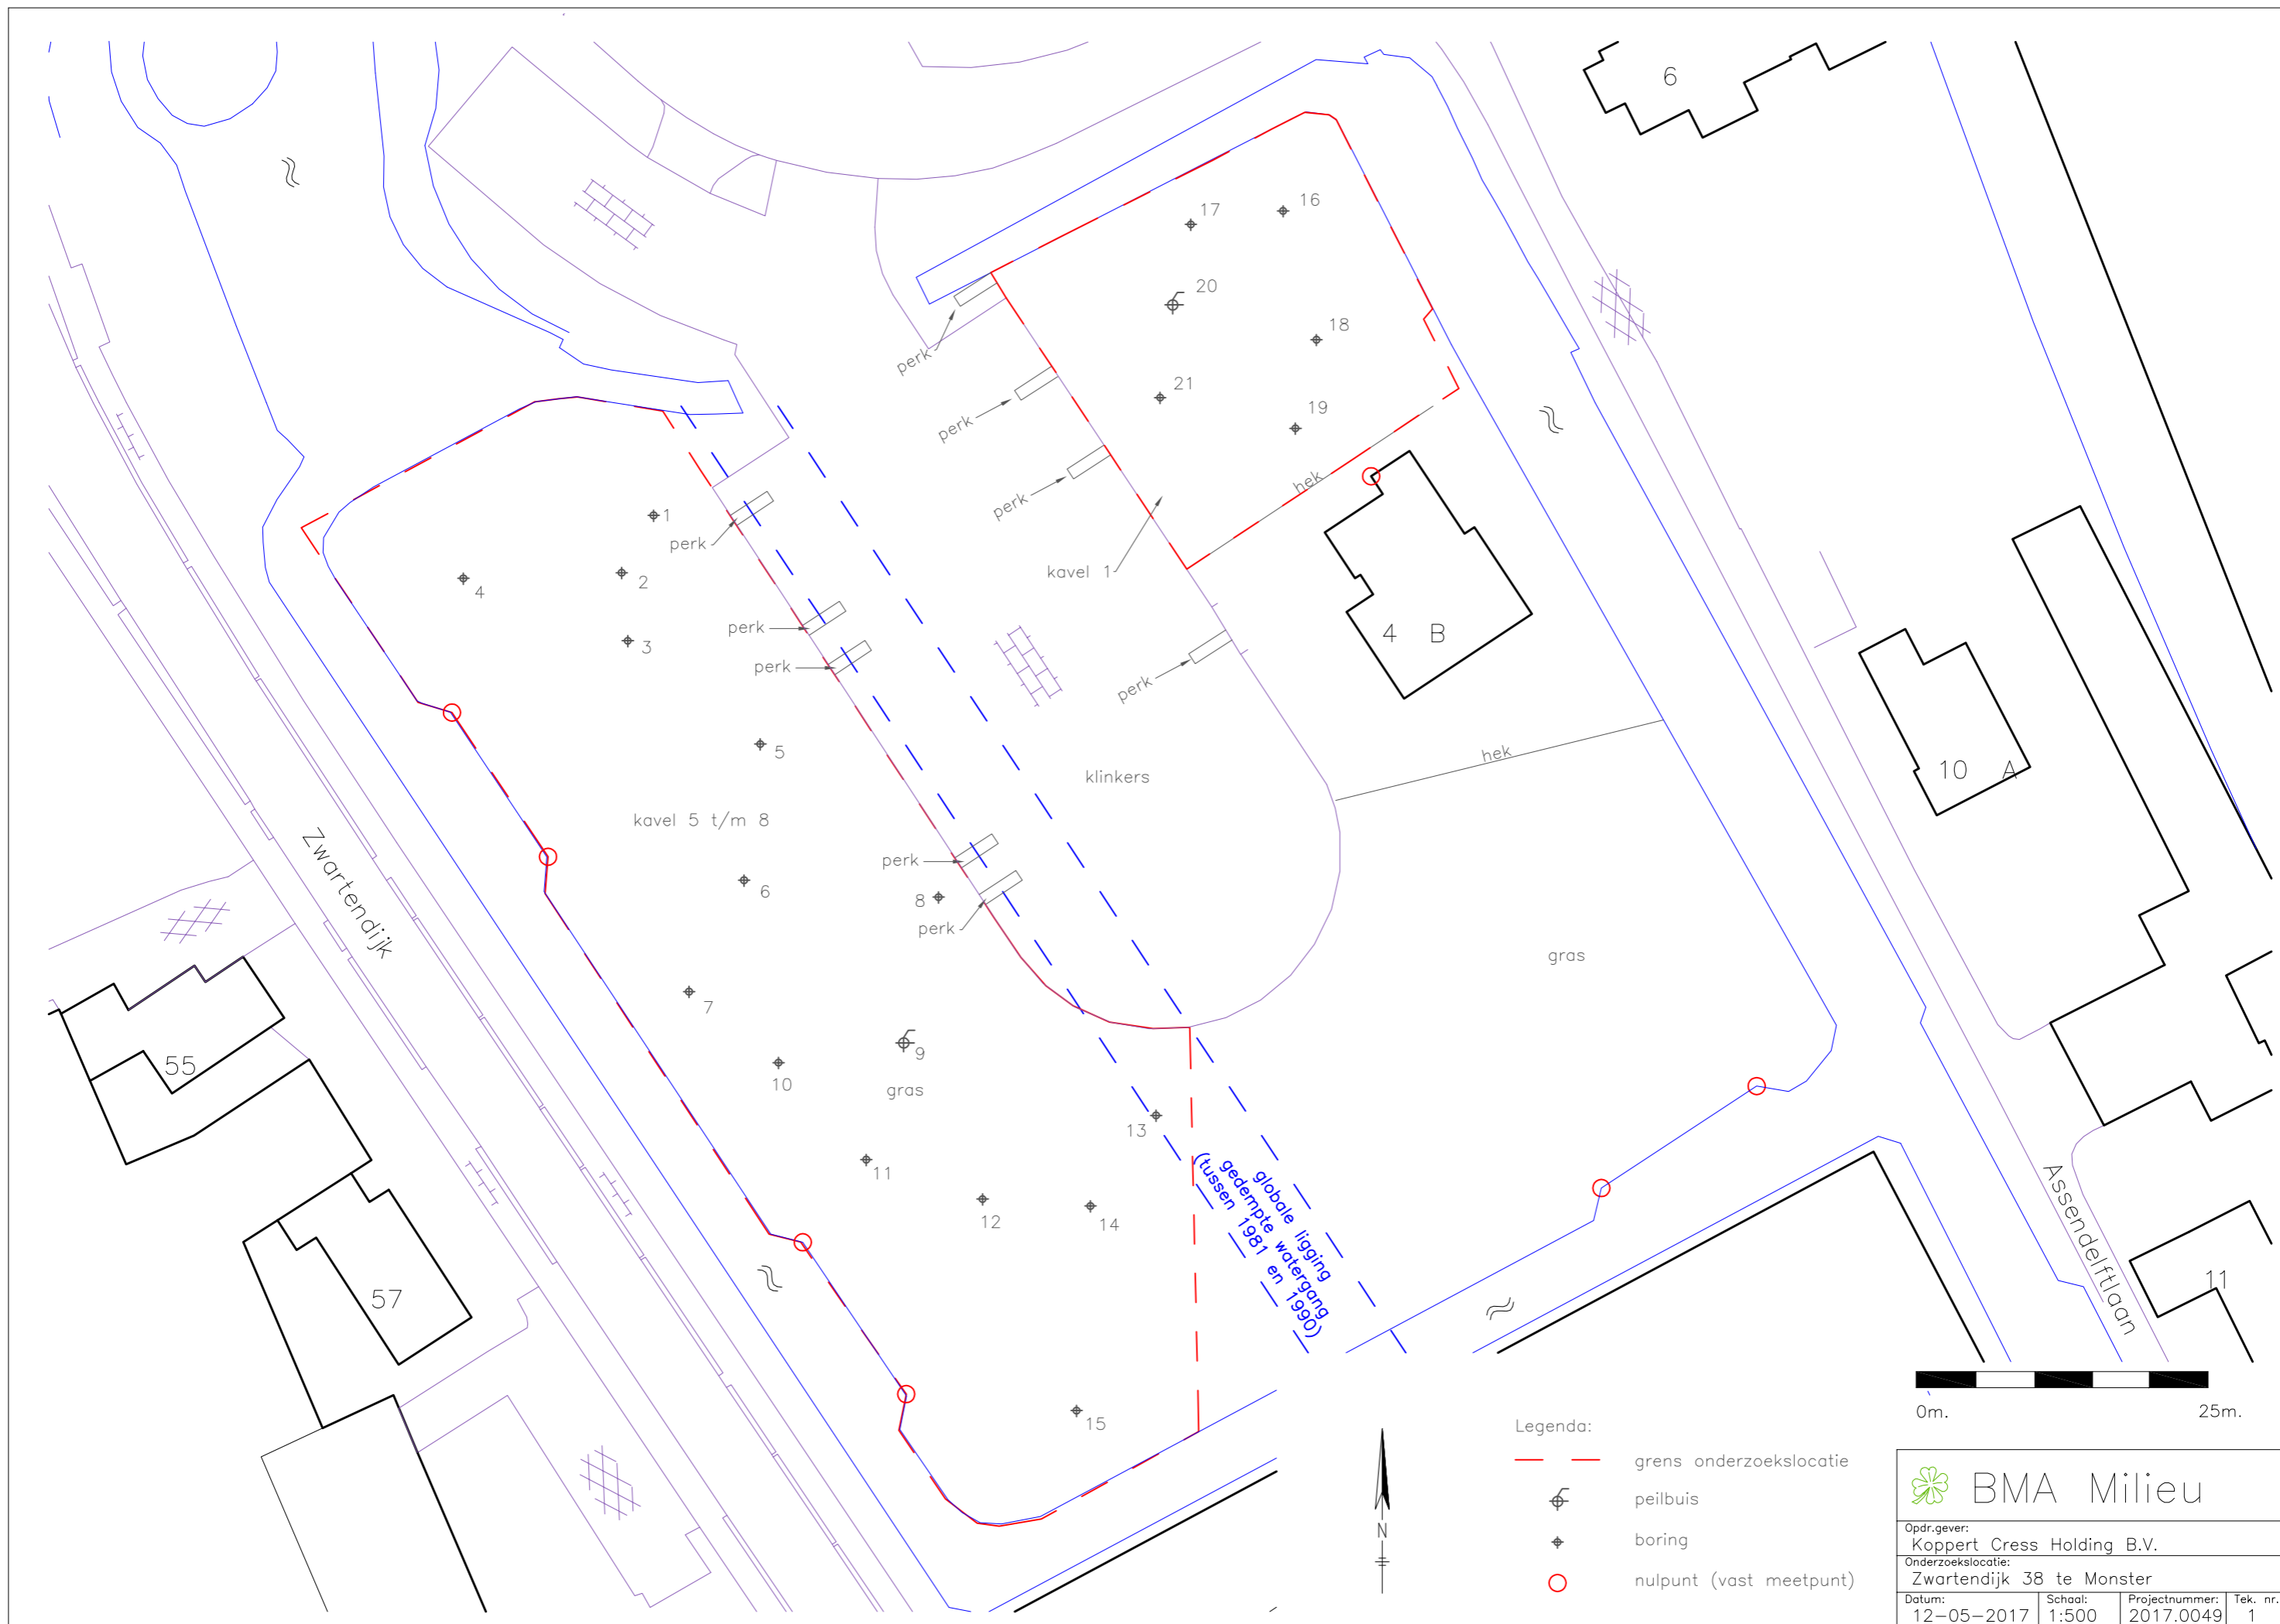 6
17
16
20
perk
18
21
perk
19
hek
perk
1
perk
2
4
kavel 1
3
perk
4 B
perk
perk
5
hek
klinkers
10 A
kavel 5 t/m 8
Zwartendijk
perk
6
8
perk
gras
7
9
55
10
gras
13
11
globale ligging
gedempte watergang
(tussen 1981 en 1990)
Assendelftlaan
12
14
57
11
15
0m.
25m.
Legenda:
grens onderzoekslocatie
peilbuis
boring
nulpunt (vast meetpunt)
N
BMA Milieu
Opdr.gever:
Koppert Cress Holding B.V.
Onderzoekslocatie:
Zwartendijk 38 te Monster
Datum: Schaal: Projectnummer: Tek. nr.
12-05-2017 1:500 2017.0049 1